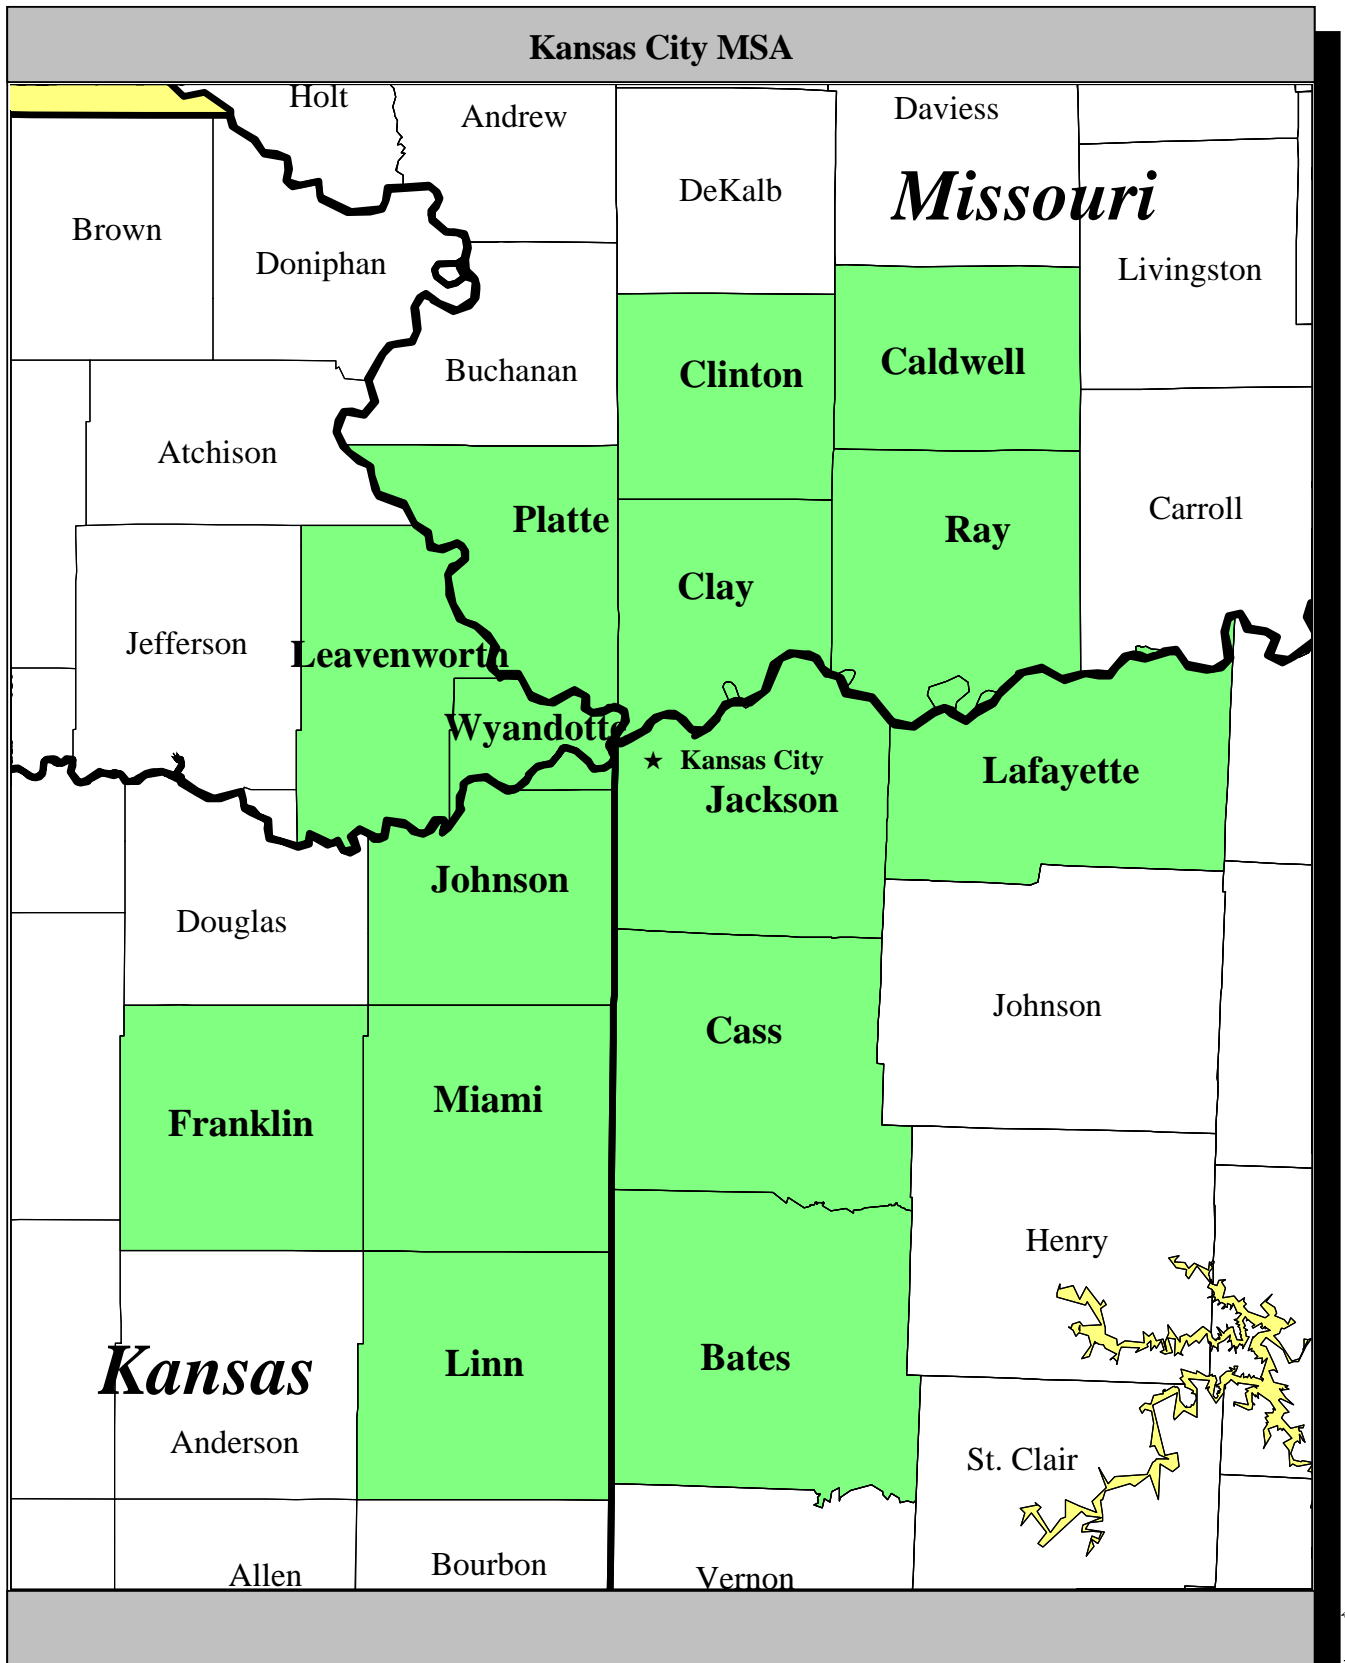 Kansas City MSA
Holt
Andrew
Daviess
DeKalb
Missouri
Brown
Doniphan
Livingston
Buchanan
Clinton
Caldwell
Atchison
Platte
Ray
Carroll
Clay
Jefferson
Leavenworth
Wyandotte
Kansas City
Lafayette
Jackson
Johnson
Douglas
Johnson
Cass
Miami
Franklin
Henry
Kansas
Linn
Bates
Anderson
St. Clair
Allen
Bourbon
Vernon